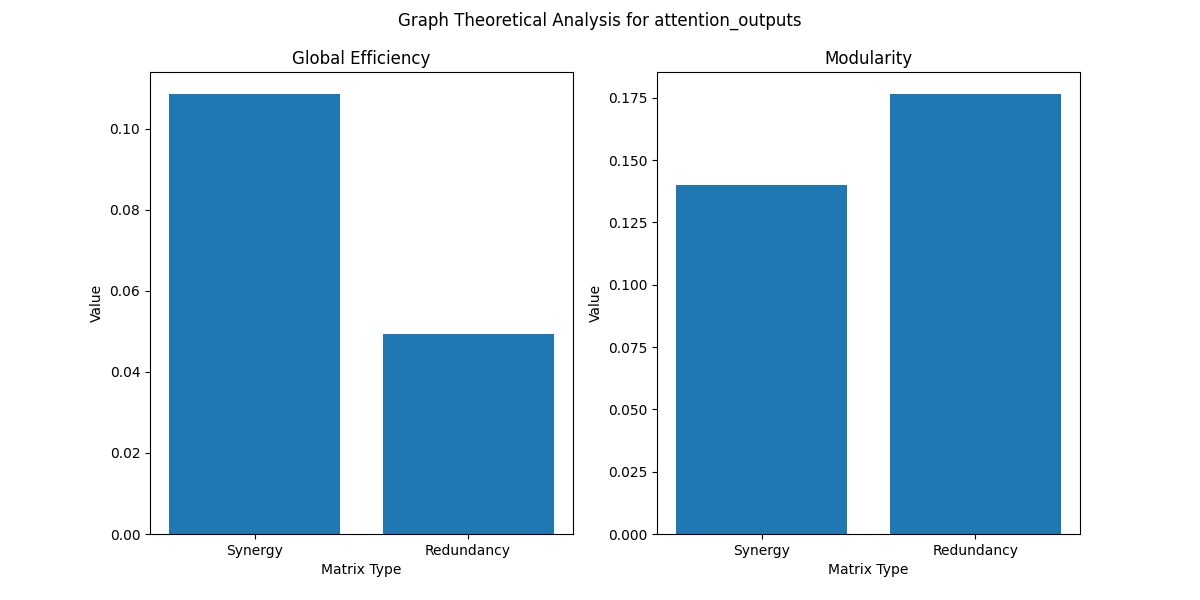 Graph Theoretical Analysis for attention_outputs
Global Efficiency
0.10
0.08
0.06
0.04
0.02
0.00
Value
Synergy
Redundancy
Matrix Type
Modularity
0.175
0.150
0.125
0.100
0.075
0.050
0.025
0.000
Value
Synergy
Redundancy
Matrix Type